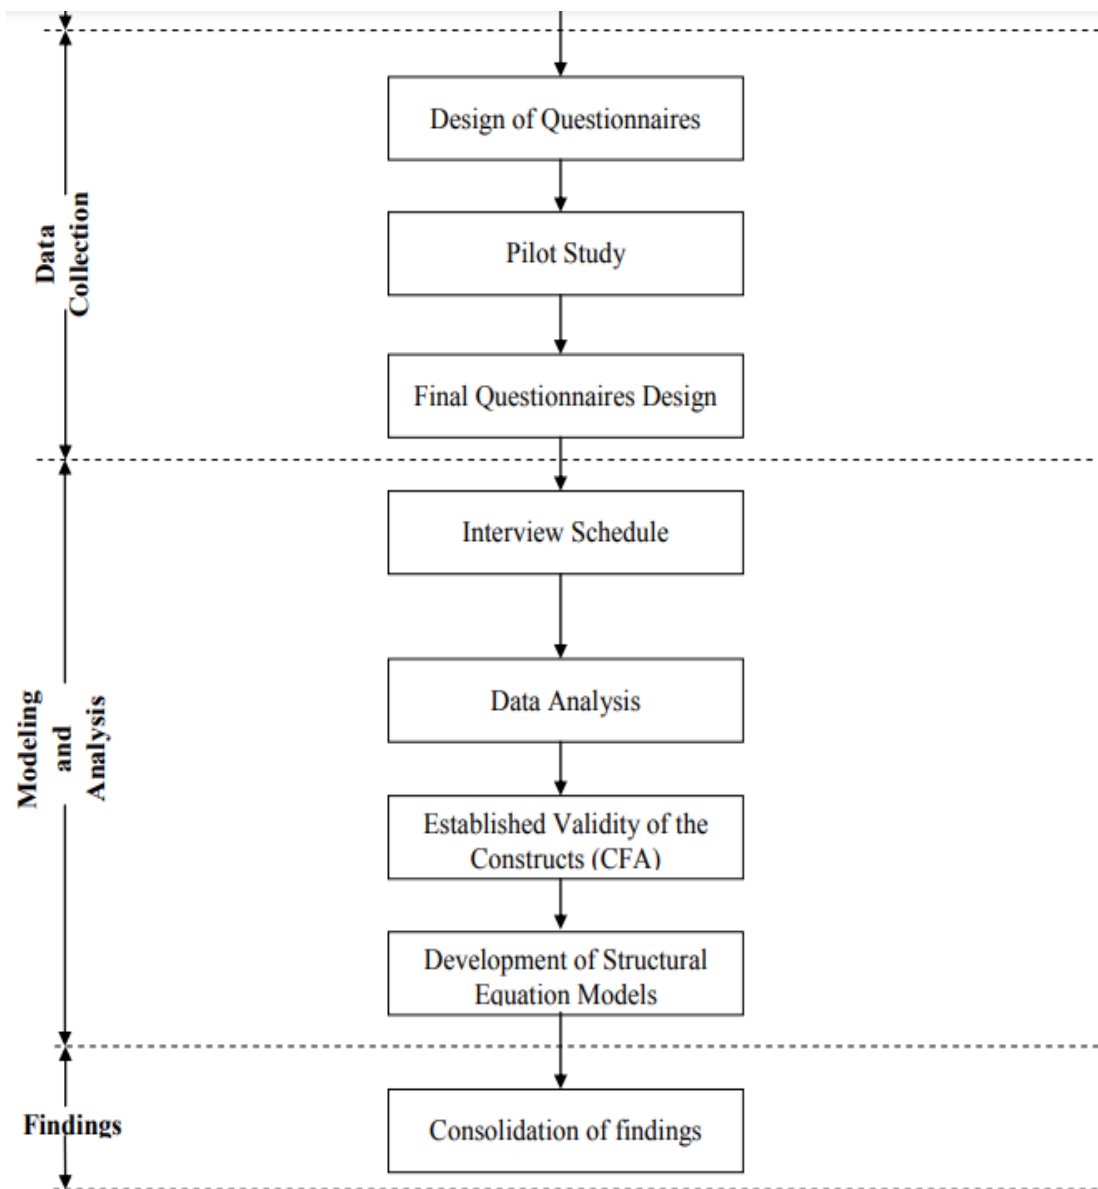 Design of Questionnaires
Data
Collection
Pilot Study
Final Questionnaires Design
Interview Schedule
Modeling
and
Analysis
Data Analysis
Established Validity of the
Constructs (CFA)
Development of Structural
Equation Models
Findings
Consolidation of findings